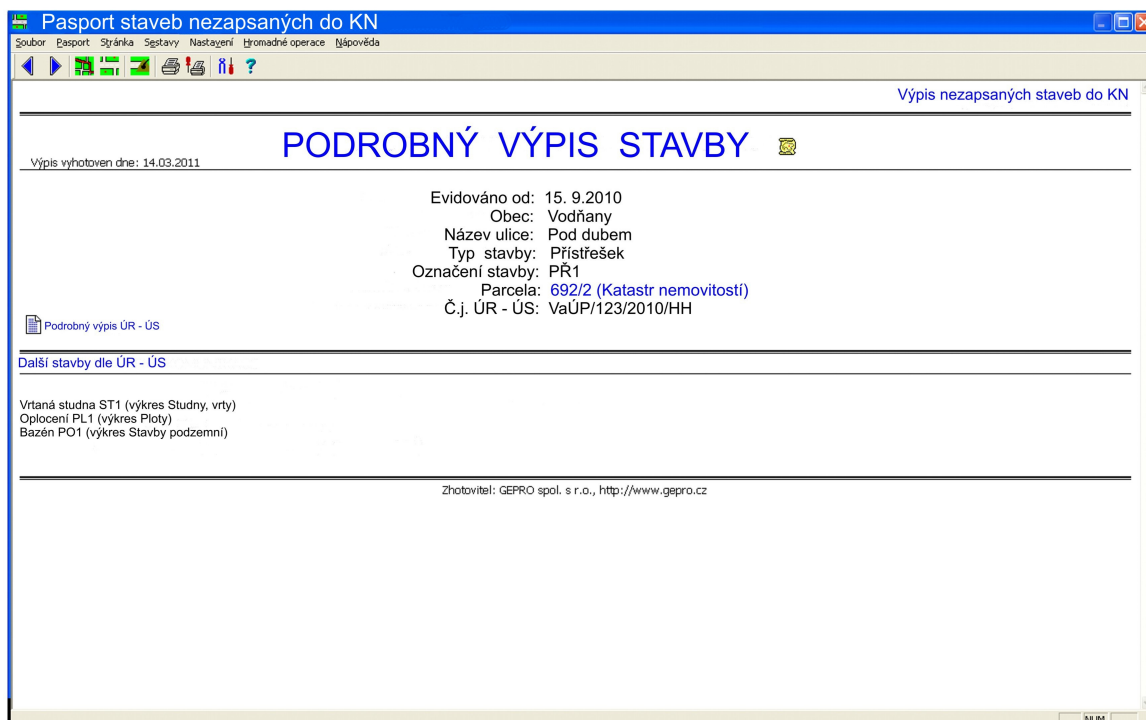 Pasport staveb nezapsaných do KN
Soubor Pasport Stránka Sestavy Nastavení Hromadné operace Nápověda
Výpis nezapsaných staveb do KN
PODROBNÝ VÝPIS STAVBY
Výpis vyhotoven dne: 14.03.2011
Evidováno od: 15. 9.2010
Obec: Vodňany
Název ulice: Pod dubem
Typ stavby: Přístřešek
Označení stavby: PŘ1
Parcela: 692/2 (Katastr nemovitostí)
Č.j. ÚR - ÚS: VaÚP/123/2010/HH
Podrobný výpis ÚR - ÚS
Další stavby dle ÚR - ÚS
Vrtaná studna ST1 (výkres Studny, vrty)
Oplocení PL1 (výkres Ploty)
Bazén PO1 (výkres Stavby podzemní)
Zhotovitel: GEPRO spol. s r.o., http://www.gepro.cz
NUM